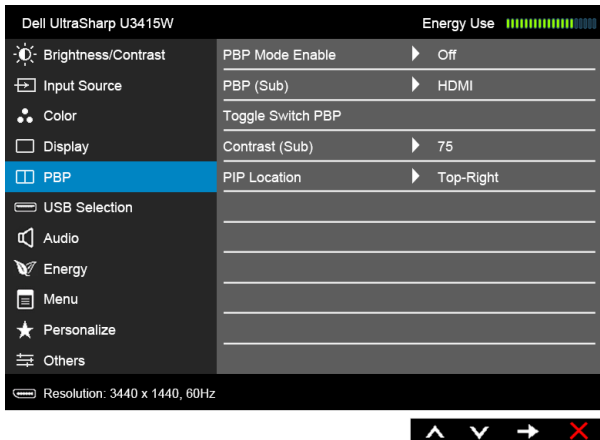 Dell UltraSharp U3415W Energy Use
Brightness/Contrast PBP Mode Enable Off
Input Source PBP (Sub) HDMI
Color Toggle Switch PBP
Display Contrast (Sub) 75
PBP PIP Location Top-Right
USB Selection
Audio
Energy
Menu
Personalize
Others
Resolution: 3440 x 1440, 60Hz